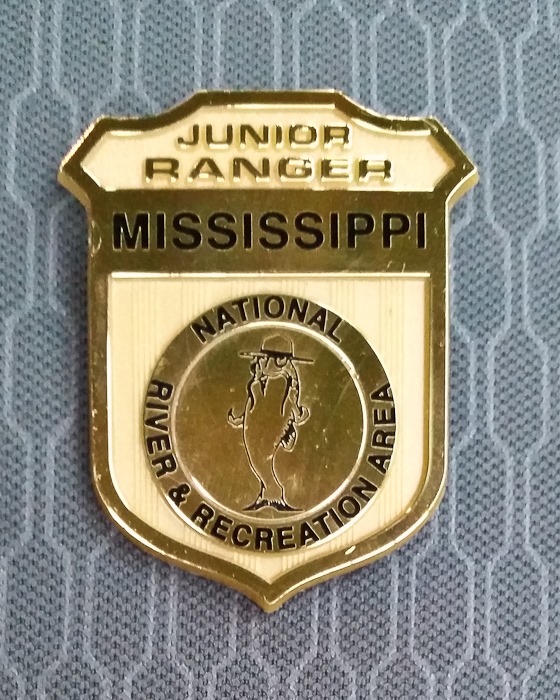 JUNIOR
RANGER
MISSISSIPPI
NATIONAL
RIVER & RECREATION AREA